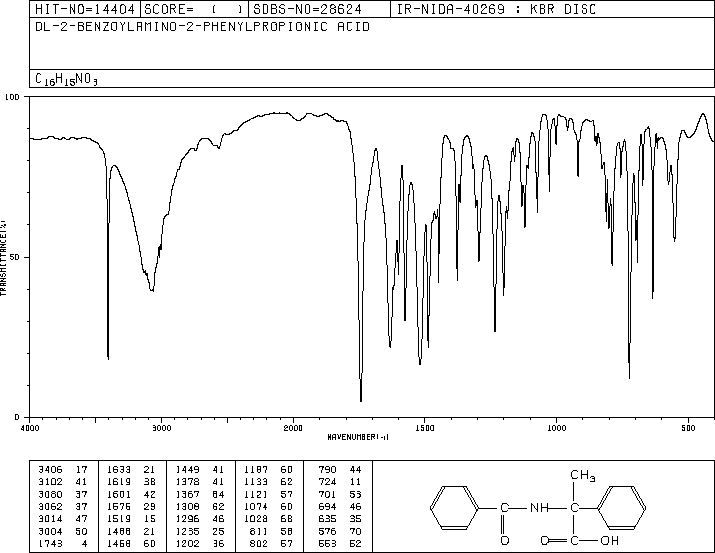 HIT-NO=14404 SCORE= ( ) SDBS-NO=28624 IR-NIDA-40269 : KBR DISC
DL-2-BENZOYLAMINO-2-PHENYLPROPIONIC ACID
C16H15NO3
100
50
0
TRANSMITTANCE(%)
4000 3000 2000 1500 1000 500
WAVENUMBER(-1)
3406 17 1633 21 1449 41 1187 60 790 44
3102 41 1619 38 1378 41 1133 62 724 11
3080 37 1601 42 1367 64 1121 57 701 53
3062 37 1576 29 1308 62 1074 60 694 46
3014 47 1519 15 1296 46 1028 68 635 35
3004 50 1488 21 1235 25 811 58 576 70
1743 4 1468 60 1202 36 802 57 553 52
CH3
C NH C
O C
O OH